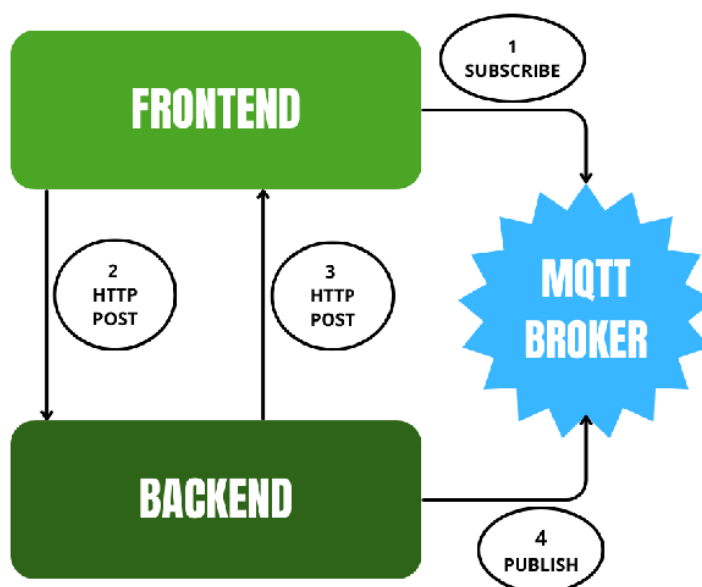 1
SUBSCRIBE
FRONTEND
2
HTTP
POST
3
HTTP
POST
MQTT
BROKER
BACKEND
4
PUBLISH